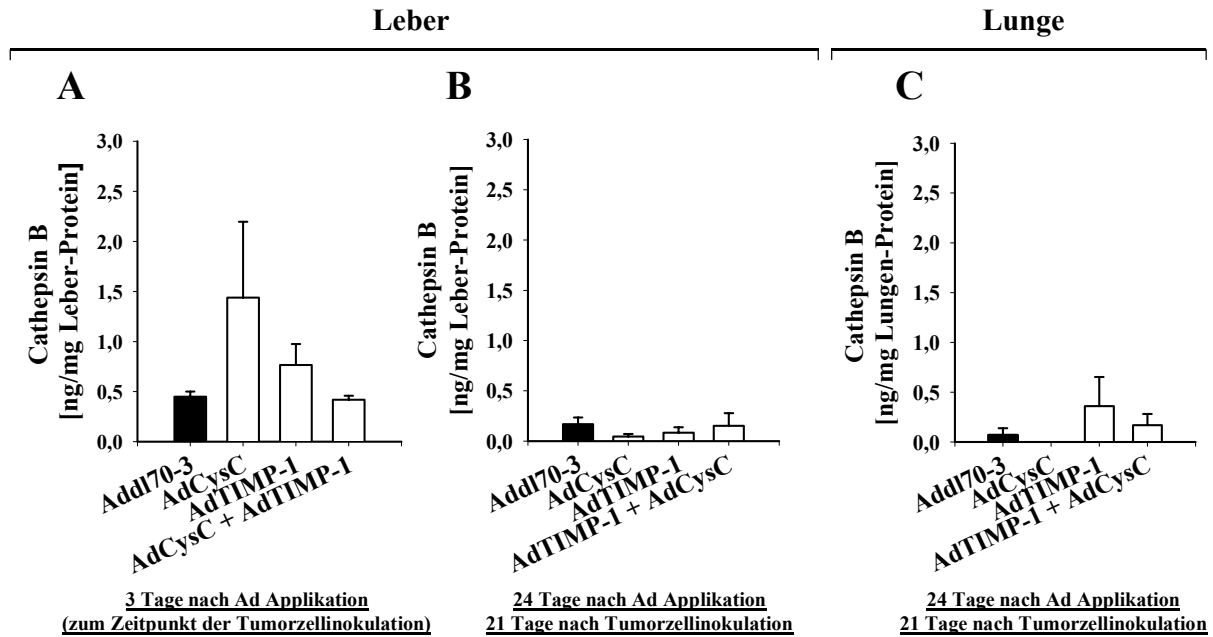 Leber
Lunge
A
B
C
Cathepsin B
[ng/mg Leber-Protein]
3,0
2,5
2,0
1,5
1,0
0,5
0,0
Addl70-3
AdCysC
AdTIMP-1
AdCysC + AdTIMP-1
3 Tage nach Ad Applikation
(zum Zeitpunkt der Tumorzellinokulation)
Cathepsin B
[ng/mg Leber-Protein]
3,0
2,5
2,0
1,5
1,0
0,5
0,0
Addl70-3
AdCysC
AdTIMP-1
AdTIMP-1 + AdCysC
24 Tage nach Ad Applikation
21 Tage nach Tumorzellinokulation
Cathepsin B
[ng/mg Lungen-Protein]
3,0
2,5
2,0
1,5
1,0
0,5
0,0
Addl70-3
AdCysC
AdTIMP-1
AdTIMP-1 + AdCysC
24 Tage nach Ad Applikation
21 Tage nach Tumorzellinokulation